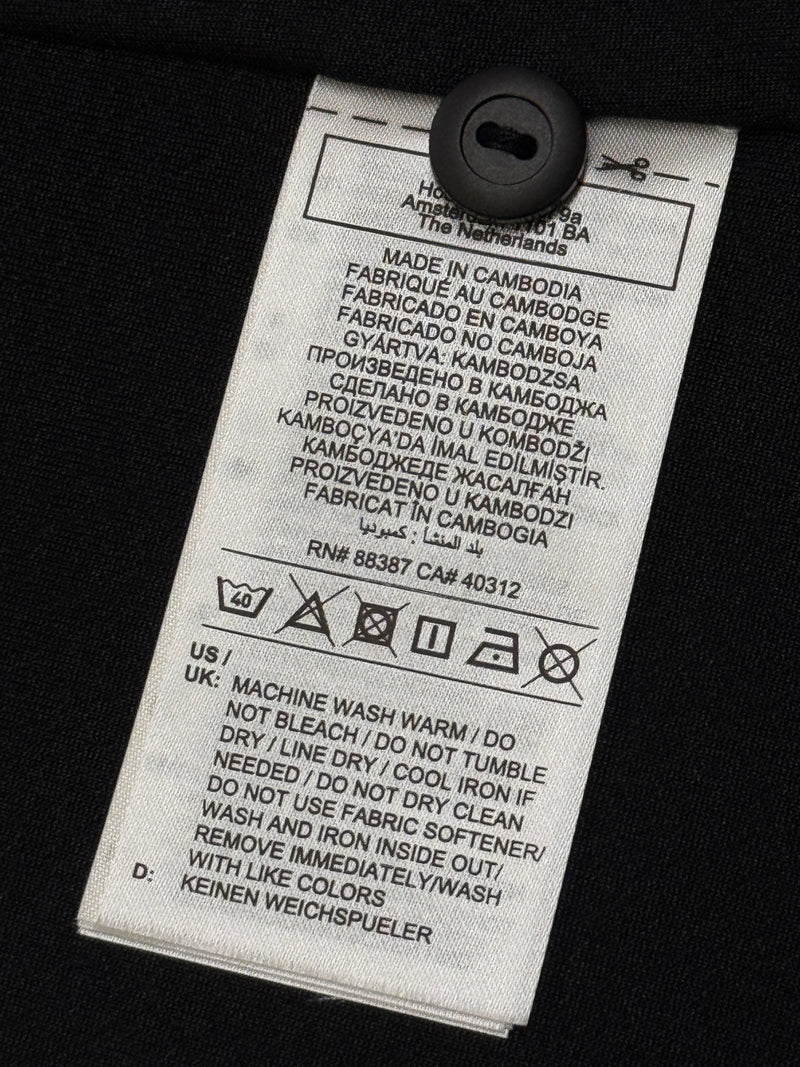 The Netherlands
MADE IN CAMBODIA
FABRIQUÉ AU CAMBODGE
FABRICADO EN CAMBOYA
FABRICADO NO CAMBOJA
GYÁRTVA: KAMBODZSA
ПРОИЗВЕДЕНО В КАМБОДЖА
СДЕЛАНО В КАМБОДЖЕ
PROIZVEDENO U KOMBODŽI
KAMBOÇYA'DA İMAL EDİLMİŞTİR.
КАМБОДЖЕДЕ ЖАСАЛҒАН
PROIZVEDENO U KAMBODZI
FABRICAT ÎN CAMBOGIA
بلد المنشأ : كمبوديا
RN# 88387 CA# 40312
40
US /
UK: MACHINE WASH WARM / DO
NOT BLEACH / DO NOT TUMBLE
DRY / LINE DRY / COOL IRON IF
NEEDED / DO NOT DRY CLEAN
DO NOT USE FABRIC SOFTENER/
WASH AND IRON INSIDE OUT/
REMOVE IMMEDIATELY/WASH
WITH LIKE COLORS
D: KEINEN WEICHSPUELER